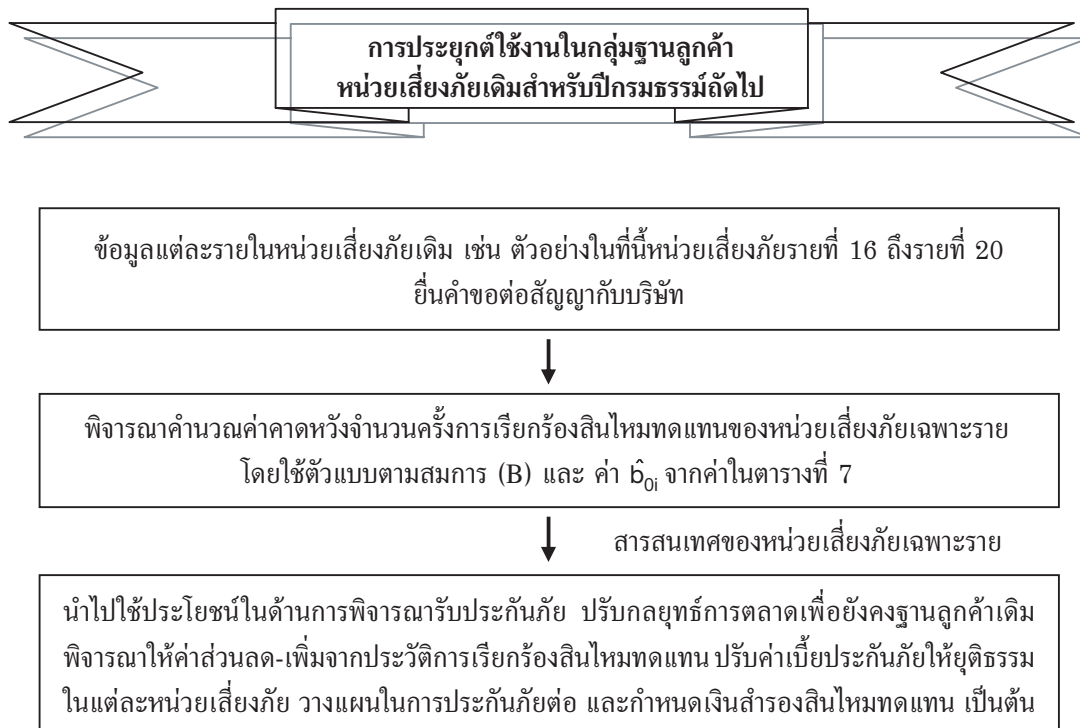 การประยุกต์ใช้งานในกลุ่มฐานลูกค้า
หน่วยเสี่ยงภัยเดิมสำหรับปีกรมธรรม์ถัดไป
ข้อมูลแต่ละรายในหน่วยเสี่ยงภัยเดิม เช่น ตัวอย่างในที่นี้หน่วยเสี่ยงภัยรายที่ 16 ถึงรายที่ 20
ยื่นคำขอต่อสัญญากับบริษัท
พิจารณาคำนวณค่าคาดหวังจำนวนครั้งการเรียกร้องสินไหมทดแทนของหน่วยเสี่ยงภัยเฉพาะราย
โดยใช้ตัวแบบตามสมการ (B) และ ค่า b̂₀ᵢ จากค่าในตารางที่ 7
สารสนเทศของหน่วยเสี่ยงภัยเฉพาะราย
นำไปใช้ประโยชน์ในด้านการพิจารณารับประกันภัย ปรับกลยุทธ์การตลาดเพื่อยังคงฐานลูกค้าเดิม
พิจารณาให้ค่าส่วนลด-เพิ่มจากประวัติการเรียกร้องสินไหมทดแทน ปรับค่าเบี้ยประกันภัยให้ยุติธรรม
ในแต่ละหน่วยเสี่ยงภัย วางแผนในการประกันภัยต่อ และกำหนดเงินสำรองสินไหมทดแทน เป็นต้น